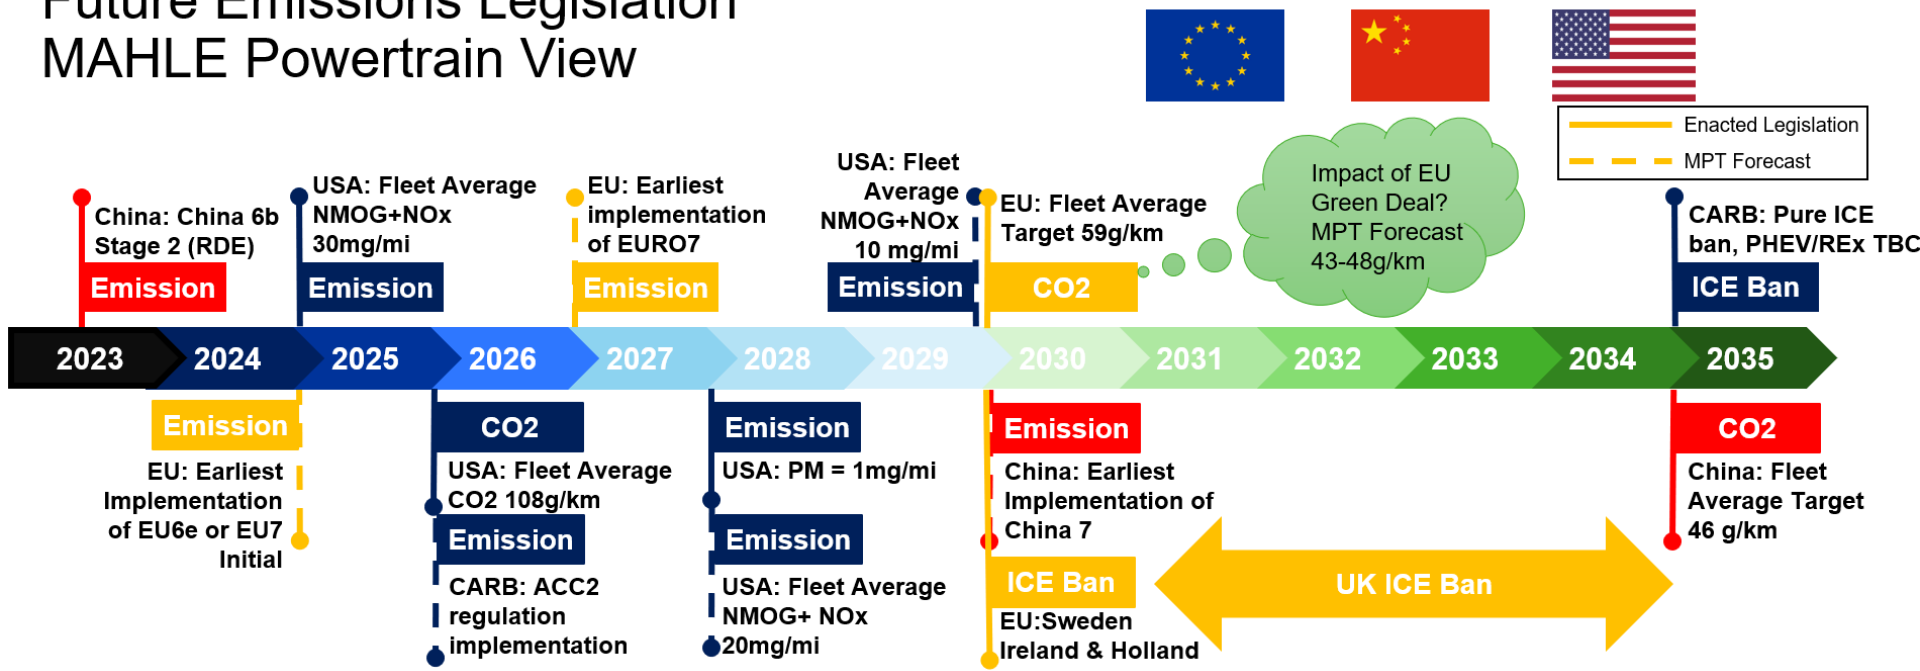 Future Emissions Legislation
MAHLE Powertrain View
Enacted Legislation
MPT Forecast
China: China 6b
Stage 2 (RDE)
Emission
USA: Fleet Average
NMOG+NOx
30mg/mi
Emission
EU: Earliest
implementation
of EURO7
Emission
USA: Fleet
Average
NMOG+NOx
10 mg/mi
Emission
EU: Fleet Average
Target 59g/km
CO2
Impact of EU
Green Deal?
MPT Forecast
43-48g/km
CARB: Pure ICE
ban, PHEV/REx TBC
ICE Ban
2023
2024
2025
2026
2027
2028
2029
2030
2031
2032
2033
2034
2035
Emission
EU: Earliest
Implementation
of EU6e or EU7
Initial
CO2
USA: Fleet Average
CO2 108g/km
Emission
CARB: ACC2
regulation
implementation
Emission
USA: PM = 1mg/mi
Emission
USA: Fleet Average
NMOG+ NOx
20mg/mi
Emission
China: Earliest
Implementation of
China 7
ICE Ban
EU:Sweden
Ireland & Holland
UK ICE Ban
CO2
China: Fleet
Average Target
46 g/km